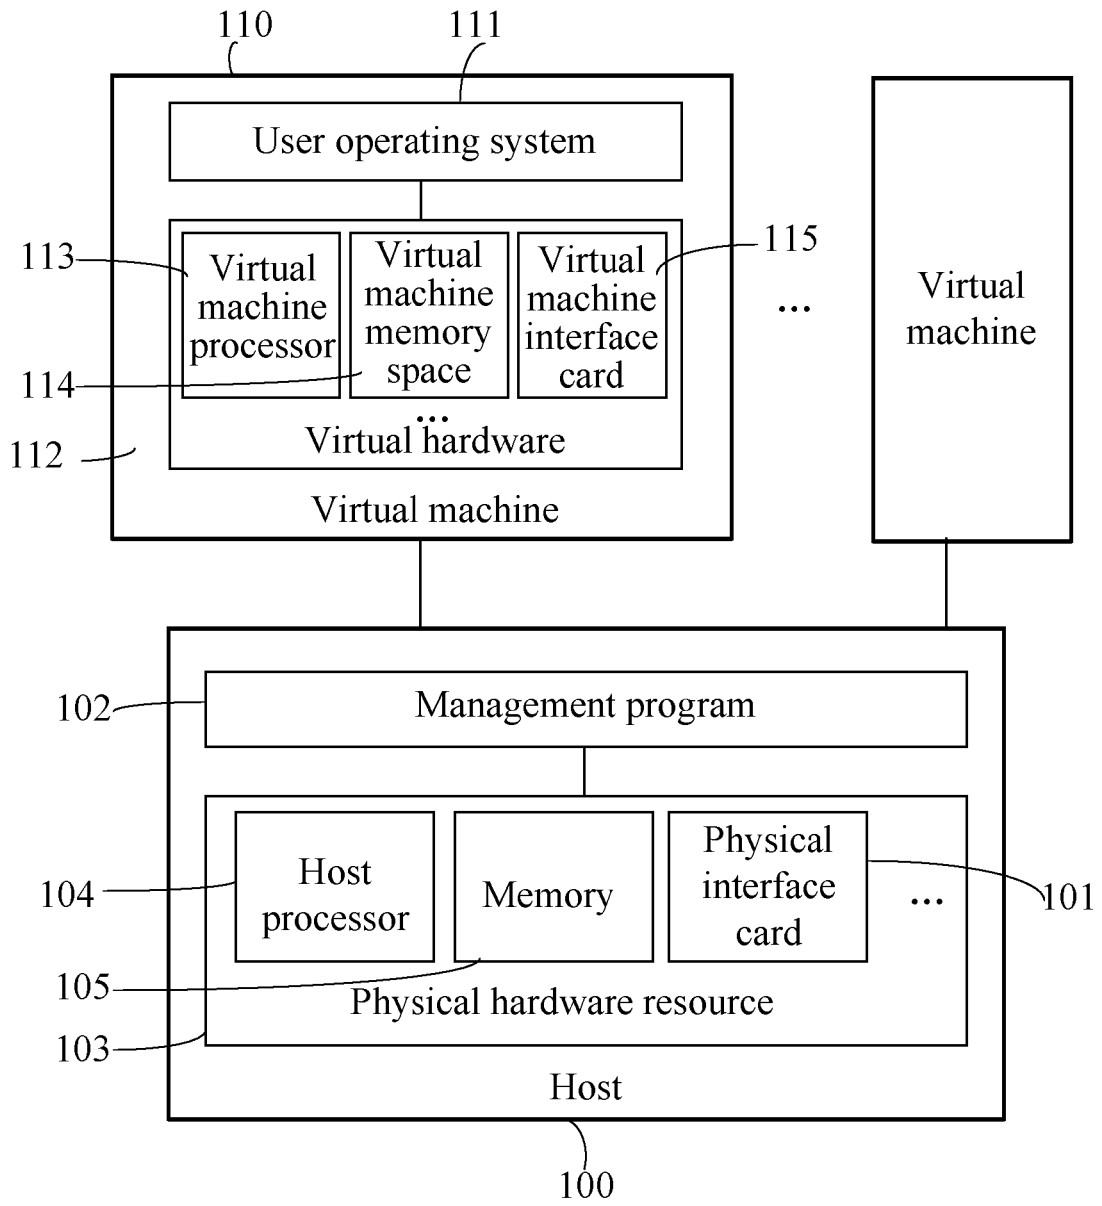 110
111
User operating system
113
Virtual
machine
processor
Virtual
machine
memory
space
Virtual
machine
interface
card
115
114
...
Virtual hardware
112
Virtual machine
...
Virtual
machine
102
Management program
104
Host
processor
Memory
Physical
interface
card
...
101
105
Physical hardware resource
103
Host
100